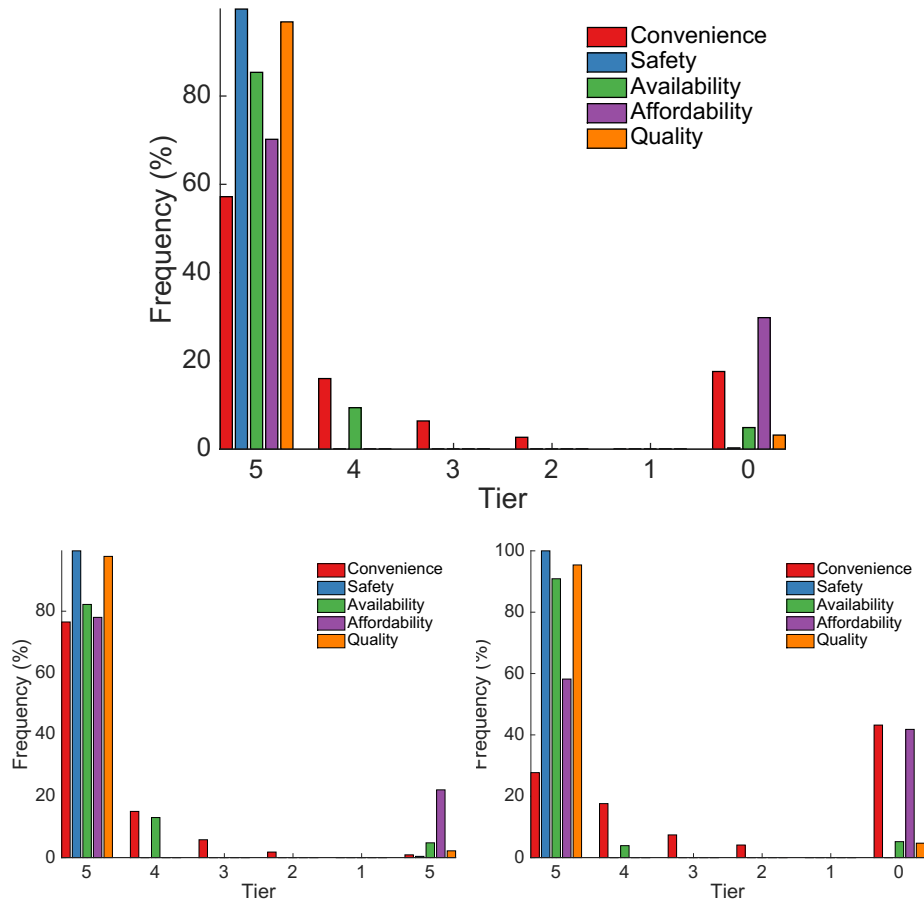 Convenience
Safety
Availability
Affordability
Quality
Frequency (%)
80
60
40
20
0
5 4 3 2 1 0
Tier
Convenience
Safety
Availability
Affordability
Quality
Frequency (%)
80
60
40
20
0
5 4 3 2 1 5
Tier
Convenience
Safety
Availability
Affordability
Quality
Frequency (%)
100
80
60
40
20
0
5 4 3 2 1 0
Tier